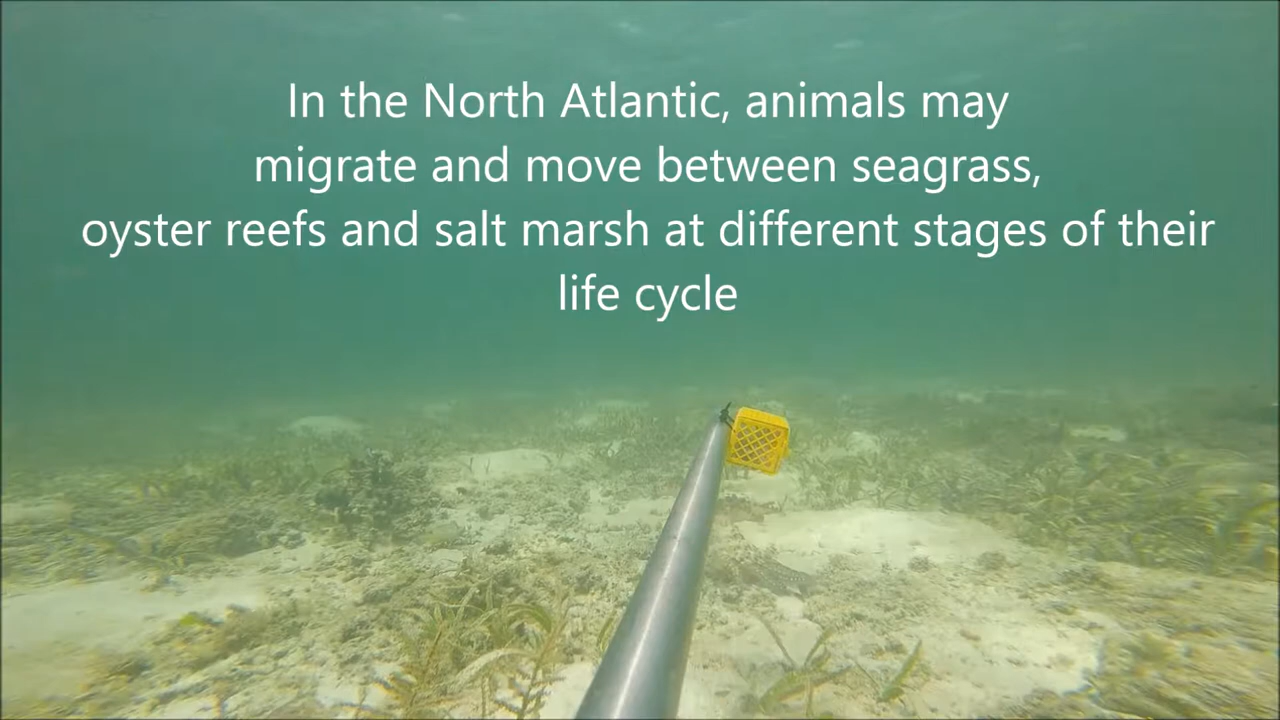 In the North Atlantic, animals may
migrate and move between seagrass,
oyster reefs and salt marsh at different stages of their
life cycle